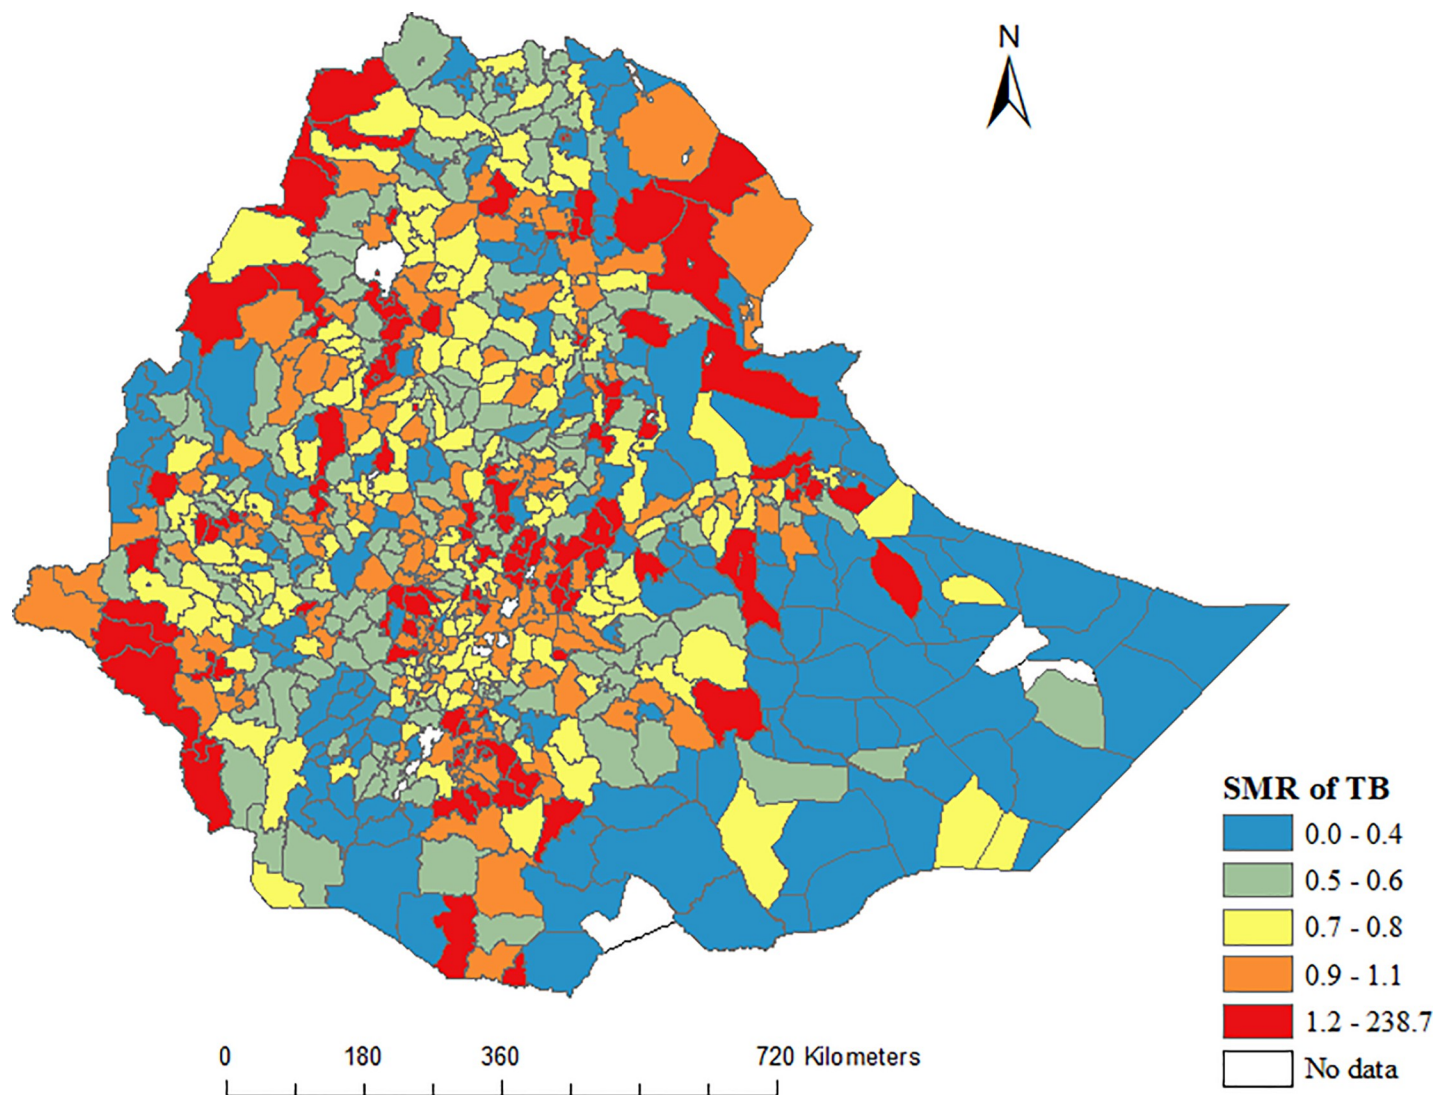 N
SMR of TB
0.0 - 0.4
0.5 - 0.6
0.7 - 0.8
0.9 - 1.1
1.2 - 238.7
No data
0 180 360 720 Kilometers